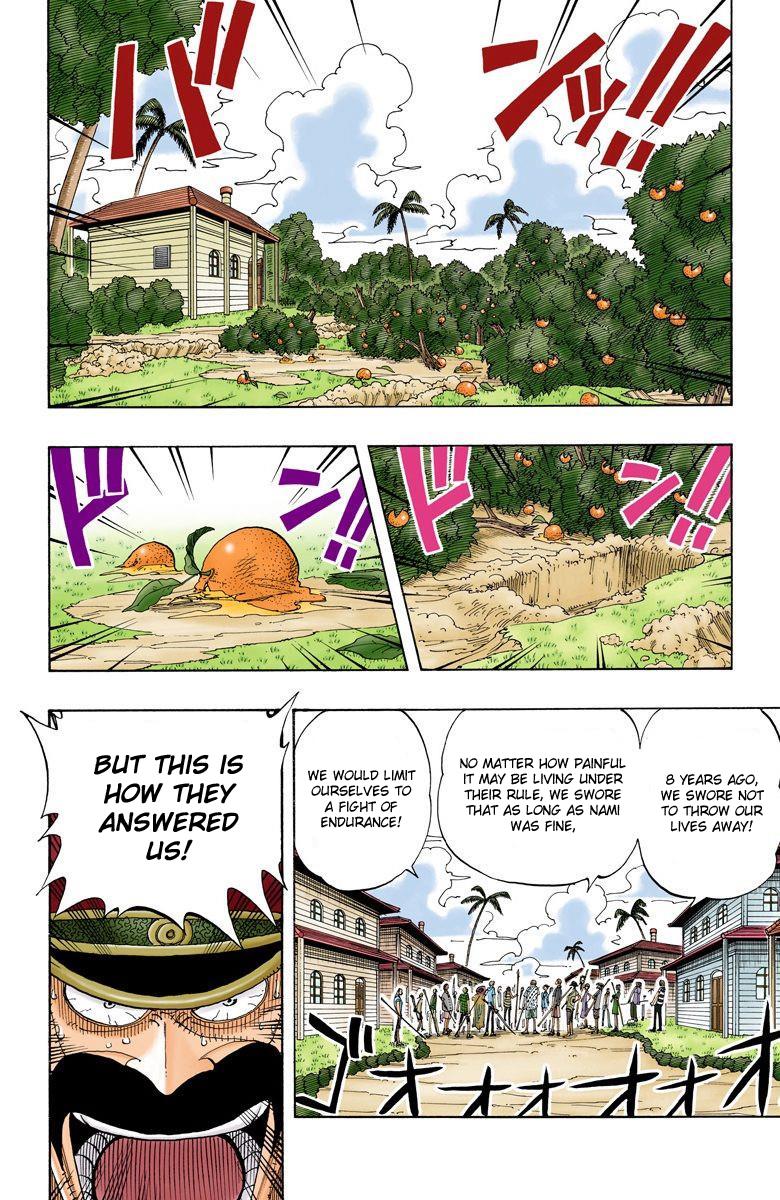 バンッ!!
ドン!!
ドン!!
8 YEARS AGO,
WE SWORE NOT
TO THROW OUR
LIVES AWAY!
NO MATTER HOW PAINFUL
IT MAY BE LIVING UNDER
THEIR RULE, WE SWORE
THAT AS LONG AS NAMI
WAS FINE,
WE WOULD LIMIT
OURSELVES TO
A FIGHT OF
ENDURANCE!
ズオオオオオ
BUT THIS IS
HOW THEY
ANSWERED
US!